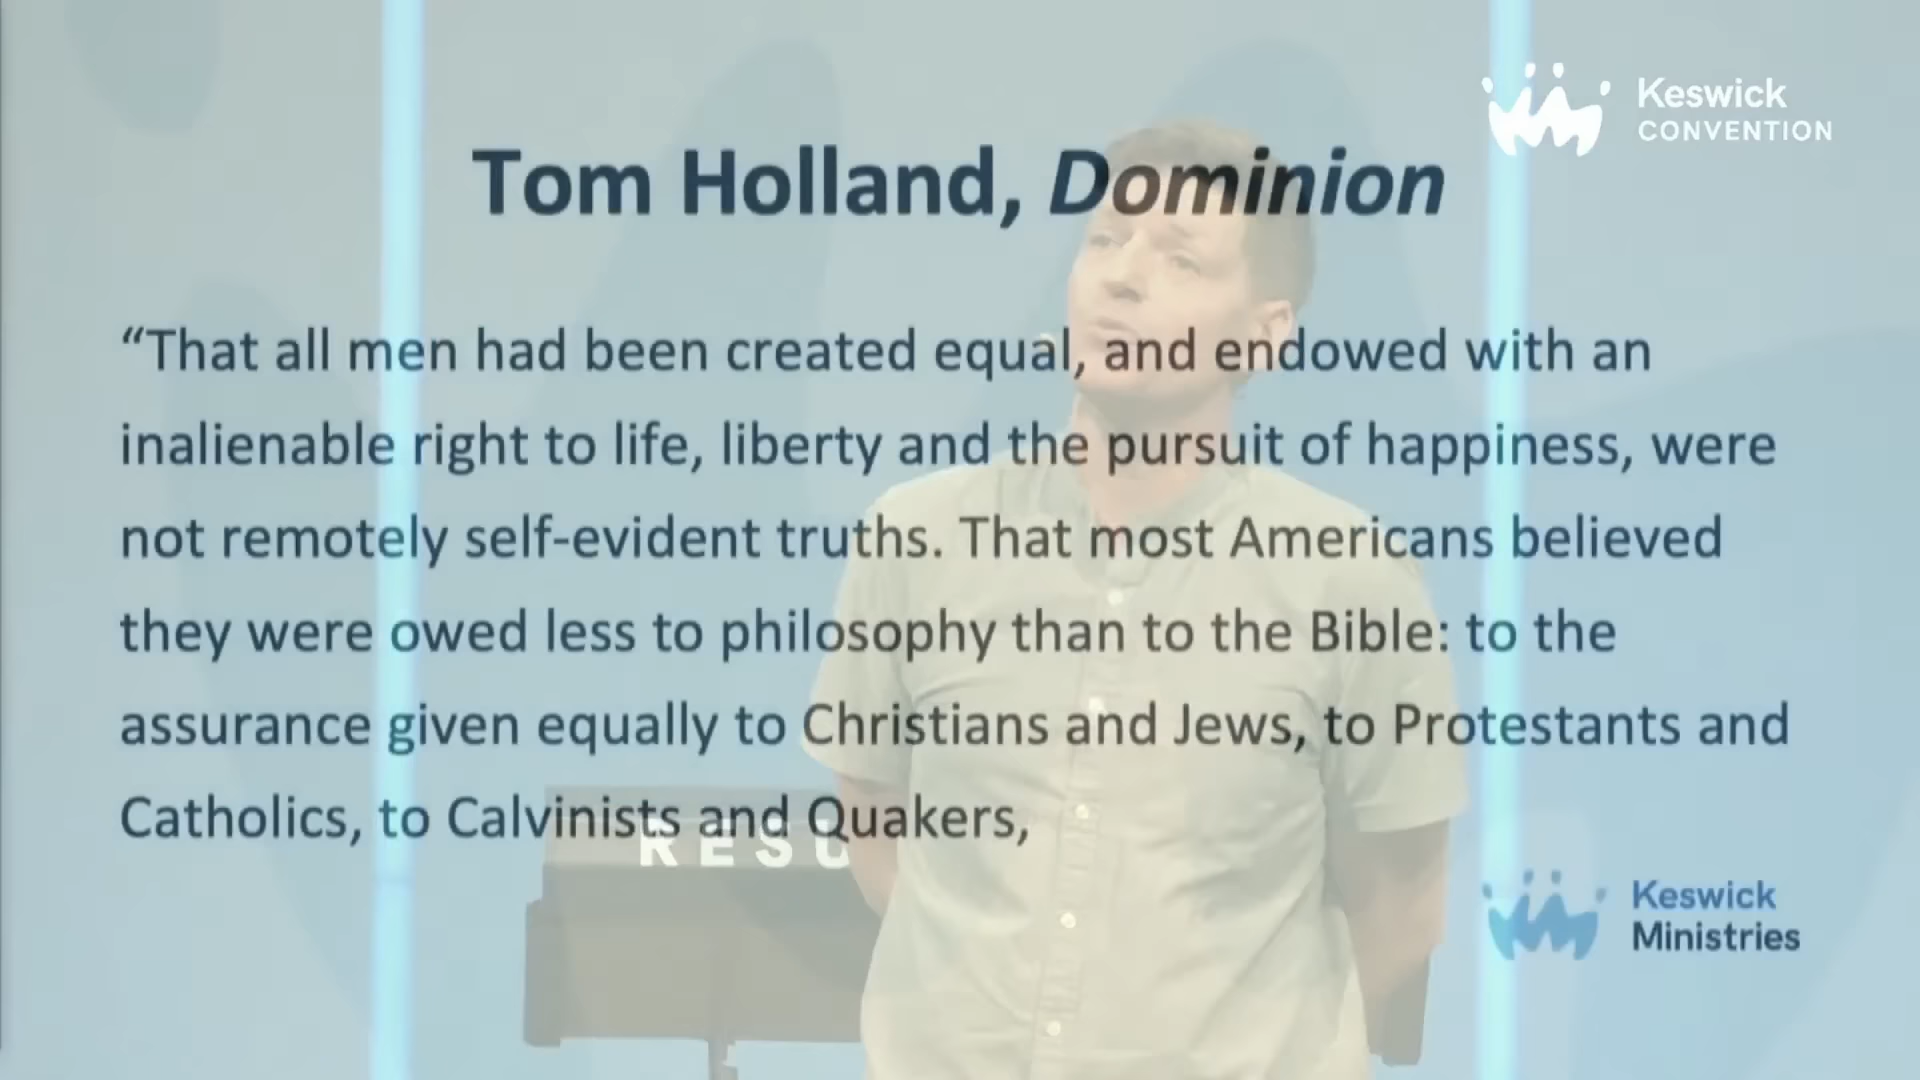 Keswick
CONVENTION
Tom Holland, Dominion
“That all men had been created equal, and endowed with an
inalienable right to life, liberty and the pursuit of happiness, were
not remotely self-evident truths. That most Americans believed
they were owed less to philosophy than to the Bible: to the
assurance given equally to Christians and Jews, to Protestants and
Catholics, to Calvinists and Quakers,
RESU
Keswick
Ministries